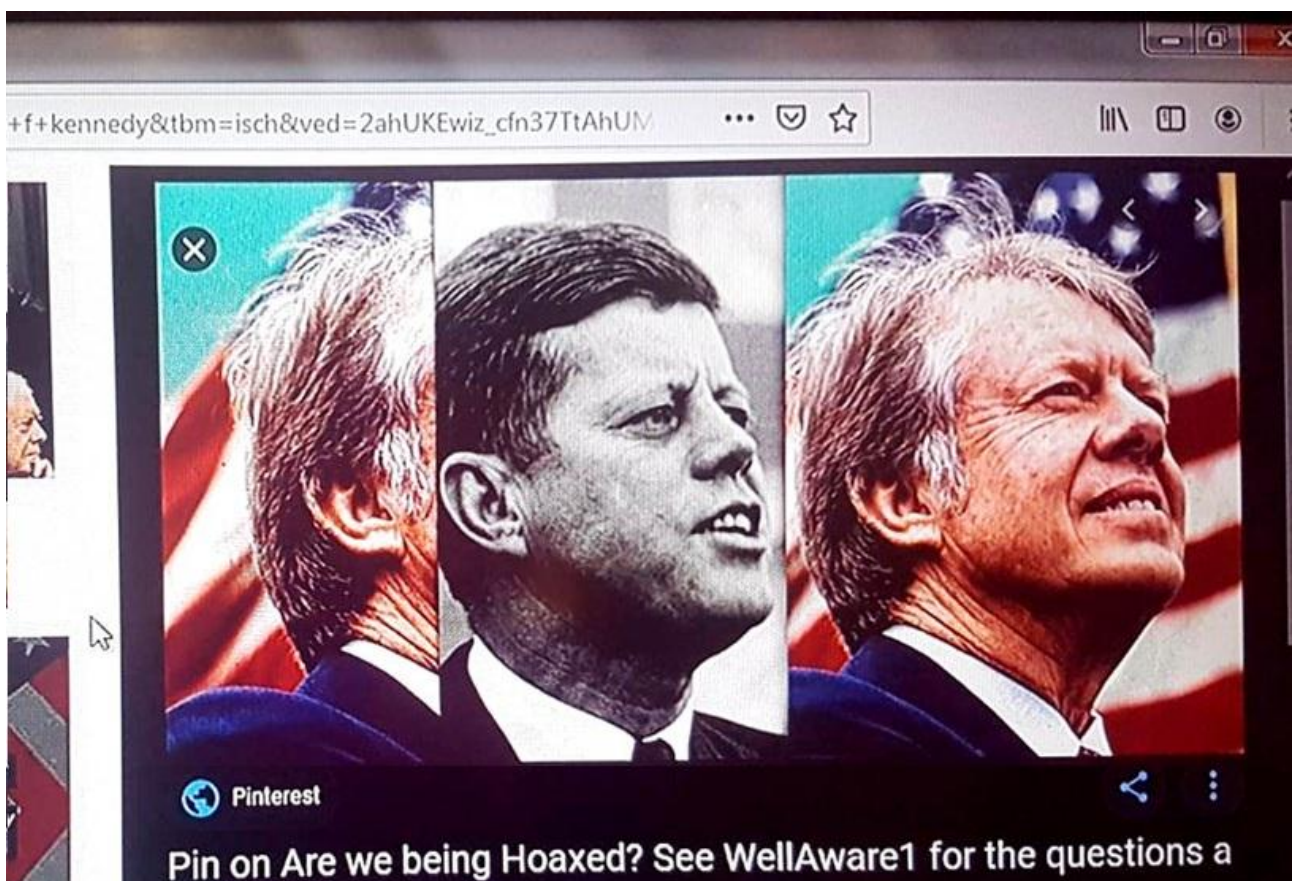 +f+kennedy&tbm=isch&ved=2ahUKEwiz_cfn37TtAhUM
Pinterest
Pin on Are we being Hoaxed? See WellAware1 for the questions a